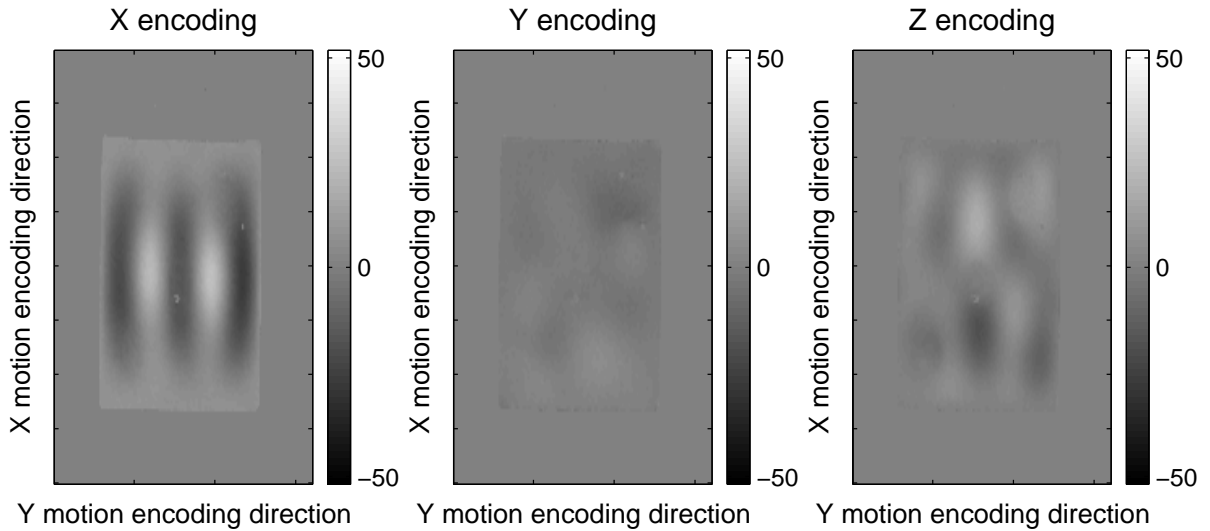 X encoding
X motion encoding direction
Y motion encoding direction
50
0
−50
Y encoding
X motion encoding direction
Y motion encoding direction
50
0
−50
Z encoding
X motion encoding direction
Y motion encoding direction
50
0
−50